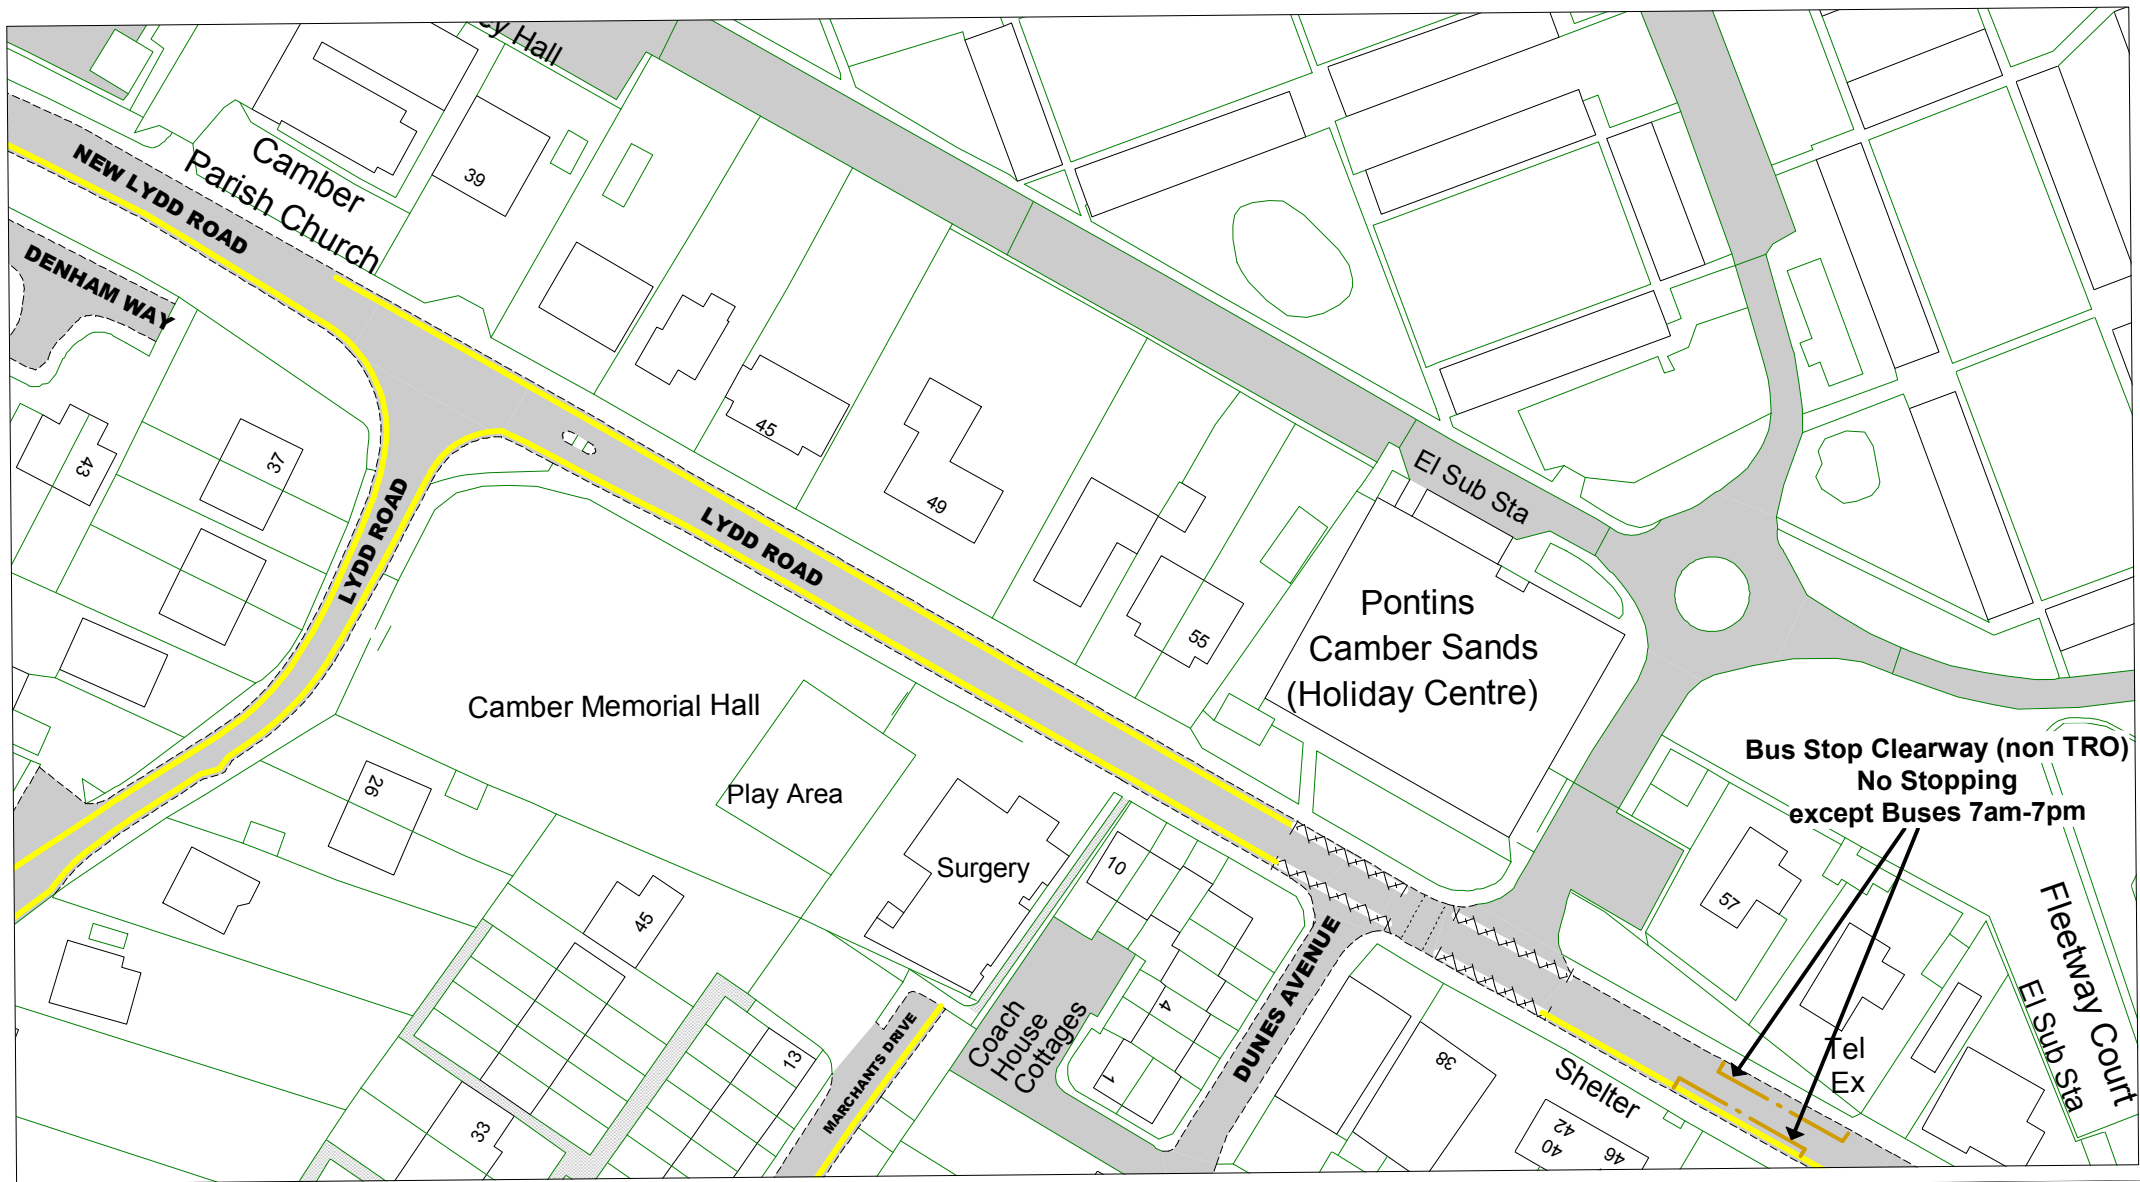 cy Hall
Camber
Parish Church
39
NEW LYDD ROAD
DENHAM WAY
43
37
45
49
El Sub Sta
LYDD ROAD
LYDD ROAD
55
Pontins
Camber Sands
(Holiday Centre)
Camber Memorial Hall
Bus Stop Clearway (non TRO)
No Stopping
except Buses 7am-7pm
26
Play Area
Surgery
10
57
Fleetway Court
El Sub Sta
45
4
DUNES AVENUE
Coach
House
Cottages
1
13
MARCHANTS DRIVE
33
38
Shelter
Tel
Ex
42
40
46